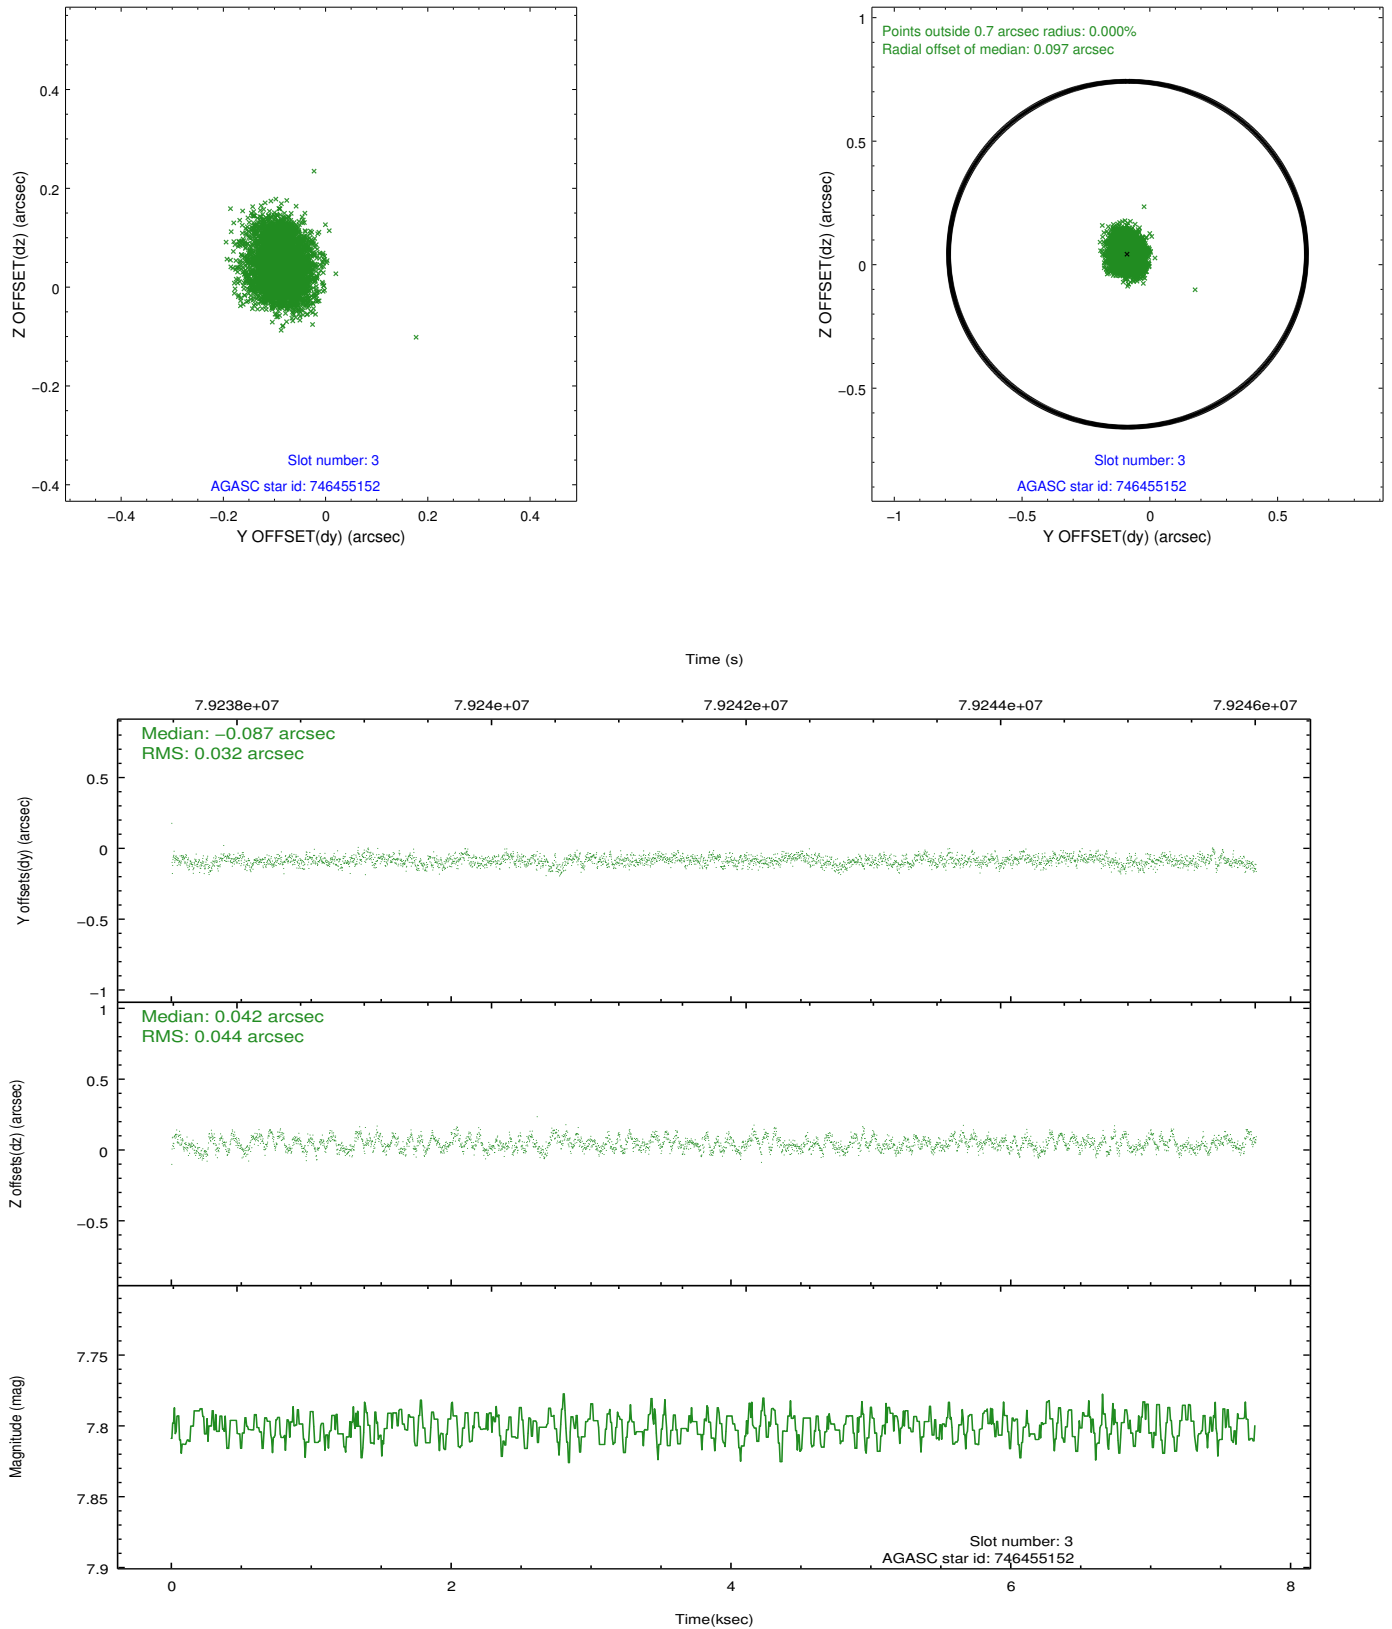 0.4
0.2
0
−0.2
−0.4
Z OFFSET(dz) (arcsec)
Slot number: 3
AGASC star id: 746455152
−0.4 −0.2 0 0.2 0.4
Y OFFSET(dy) (arcsec)
1
0.5
0
−0.5
Z OFFSET(dz) (arcsec)
Points outside 0.7 arcsec radius: 0.000%
Radial offset of median: 0.097 arcsec
Slot number: 3
AGASC star id: 746455152
−1 −0.5 0 0.5
Y OFFSET(dy) (arcsec)
Time (s)
7.9238e+07 7.924e+07 7.9242e+07 7.9244e+07 7.9246e+07
Median: −0.087 arcsec
RMS: 0.032 arcsec
0.5
0
−0.5
−1
Y offsets(dy) (arcsec)
Median: 0.042 arcsec
RMS: 0.044 arcsec
1
0.5
0
−0.5
Z offsets(dz) (arcsec)
7.75
7.8
7.85
7.9
Magnitude (mag)
Slot number: 3
AGASC star id: 746455152
0 2 4 6 8
Time(ksec)